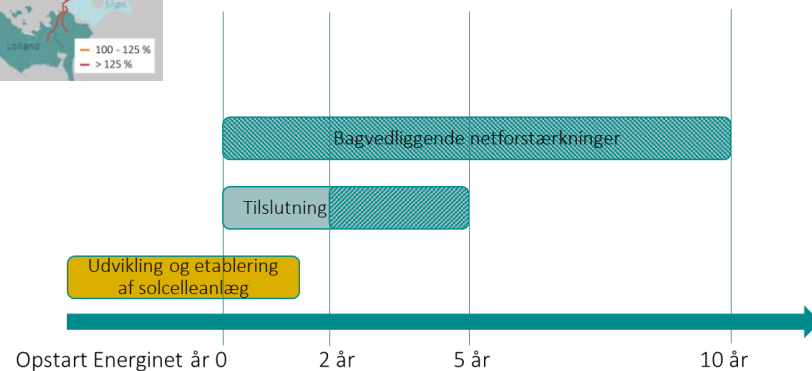 Møn
Lolland
100 - 125 %
> 125 %
Bagvedliggende netforstærkninger
Tilslutning
Udvikling og etablering
af solcelleanlæg
Opstart Energinet år 0
2 år
5 år
10 år